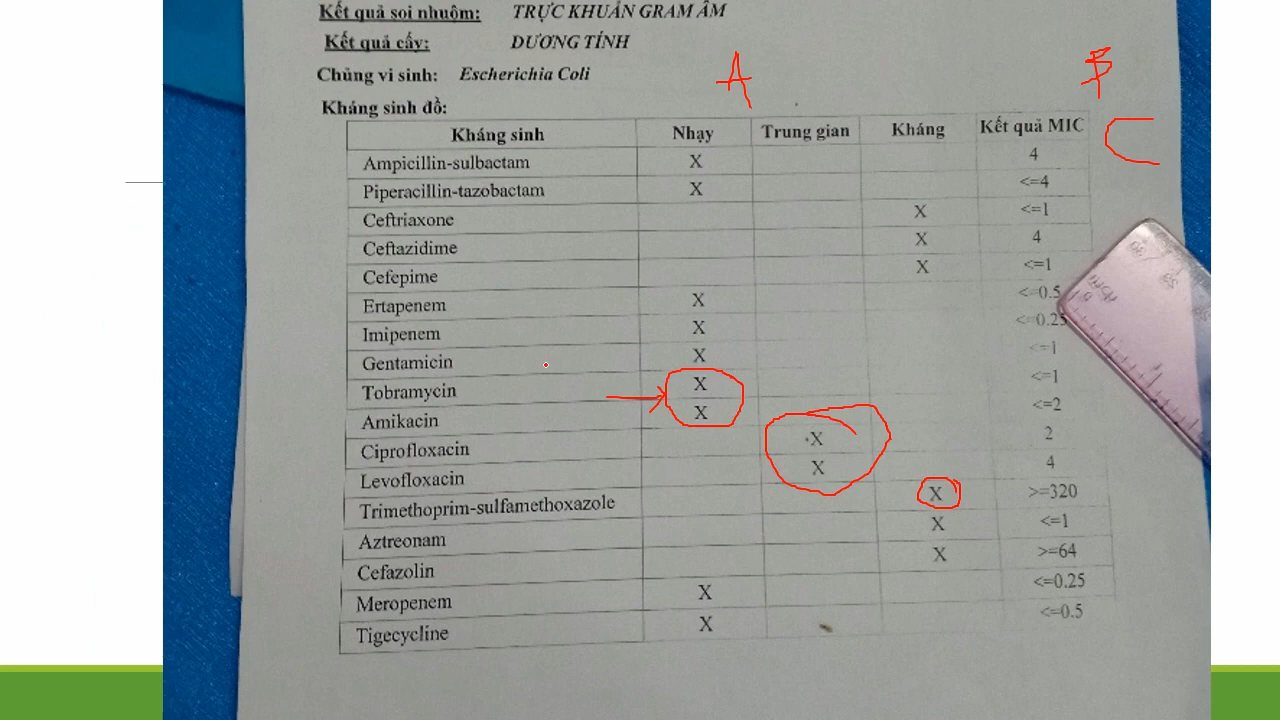 Kết quả soi nhuộm: TRỰC KHUẨN GRAM ÂM
Kết quả cấy: DƯƠNG TÍNH
Chủng vi sinh: Escherichia Coli
A B
Kháng sinh đồ:
C
Kháng sinh Nhạy Trung gian Kháng Kết quả MIC
Ampicillin-sulbactam X 4
Piperacillin-tazobactam X <=4
Ceftriaxone X <=1
Ceftazidime X 4
Cefepime X <=1
Ertapenem X <=0.5
Imipenem X <=0.25
Gentamicin X <=1
Tobramycin X <=1
Amikacin X <=2
Ciprofloxacin X 2
Levofloxacin X 4
Trimethoprim-sulfamethoxazole X >=320
Aztreonam X <=1
Cefazolin X >=64
Meropenem X <=0.25
Tigecycline X <=0.5